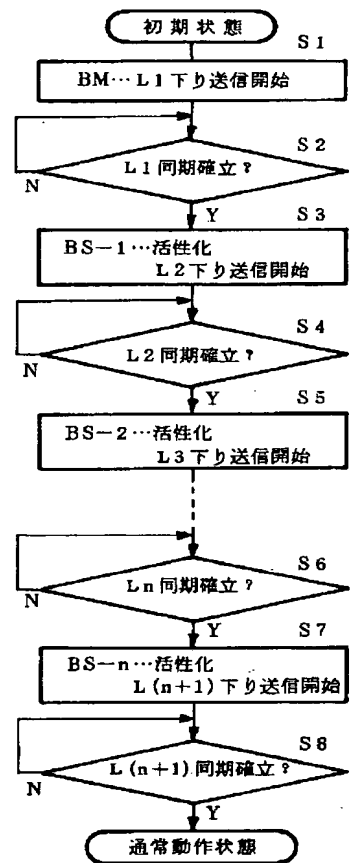 初期状態
S1
BM…L1下り送信開始
S2
L1同期確立?
N
Y
S3
BS-1…活性化
L2下り送信開始
S4
L2同期確立?
N
Y
S5
BS-2…活性化
L3下り送信開始
S6
Ln同期確立?
N
Y
S7
BS-n…活性化
L(n+1)下り送信開始
S8
L(n+1)同期確立?
N
Y
通常動作状態